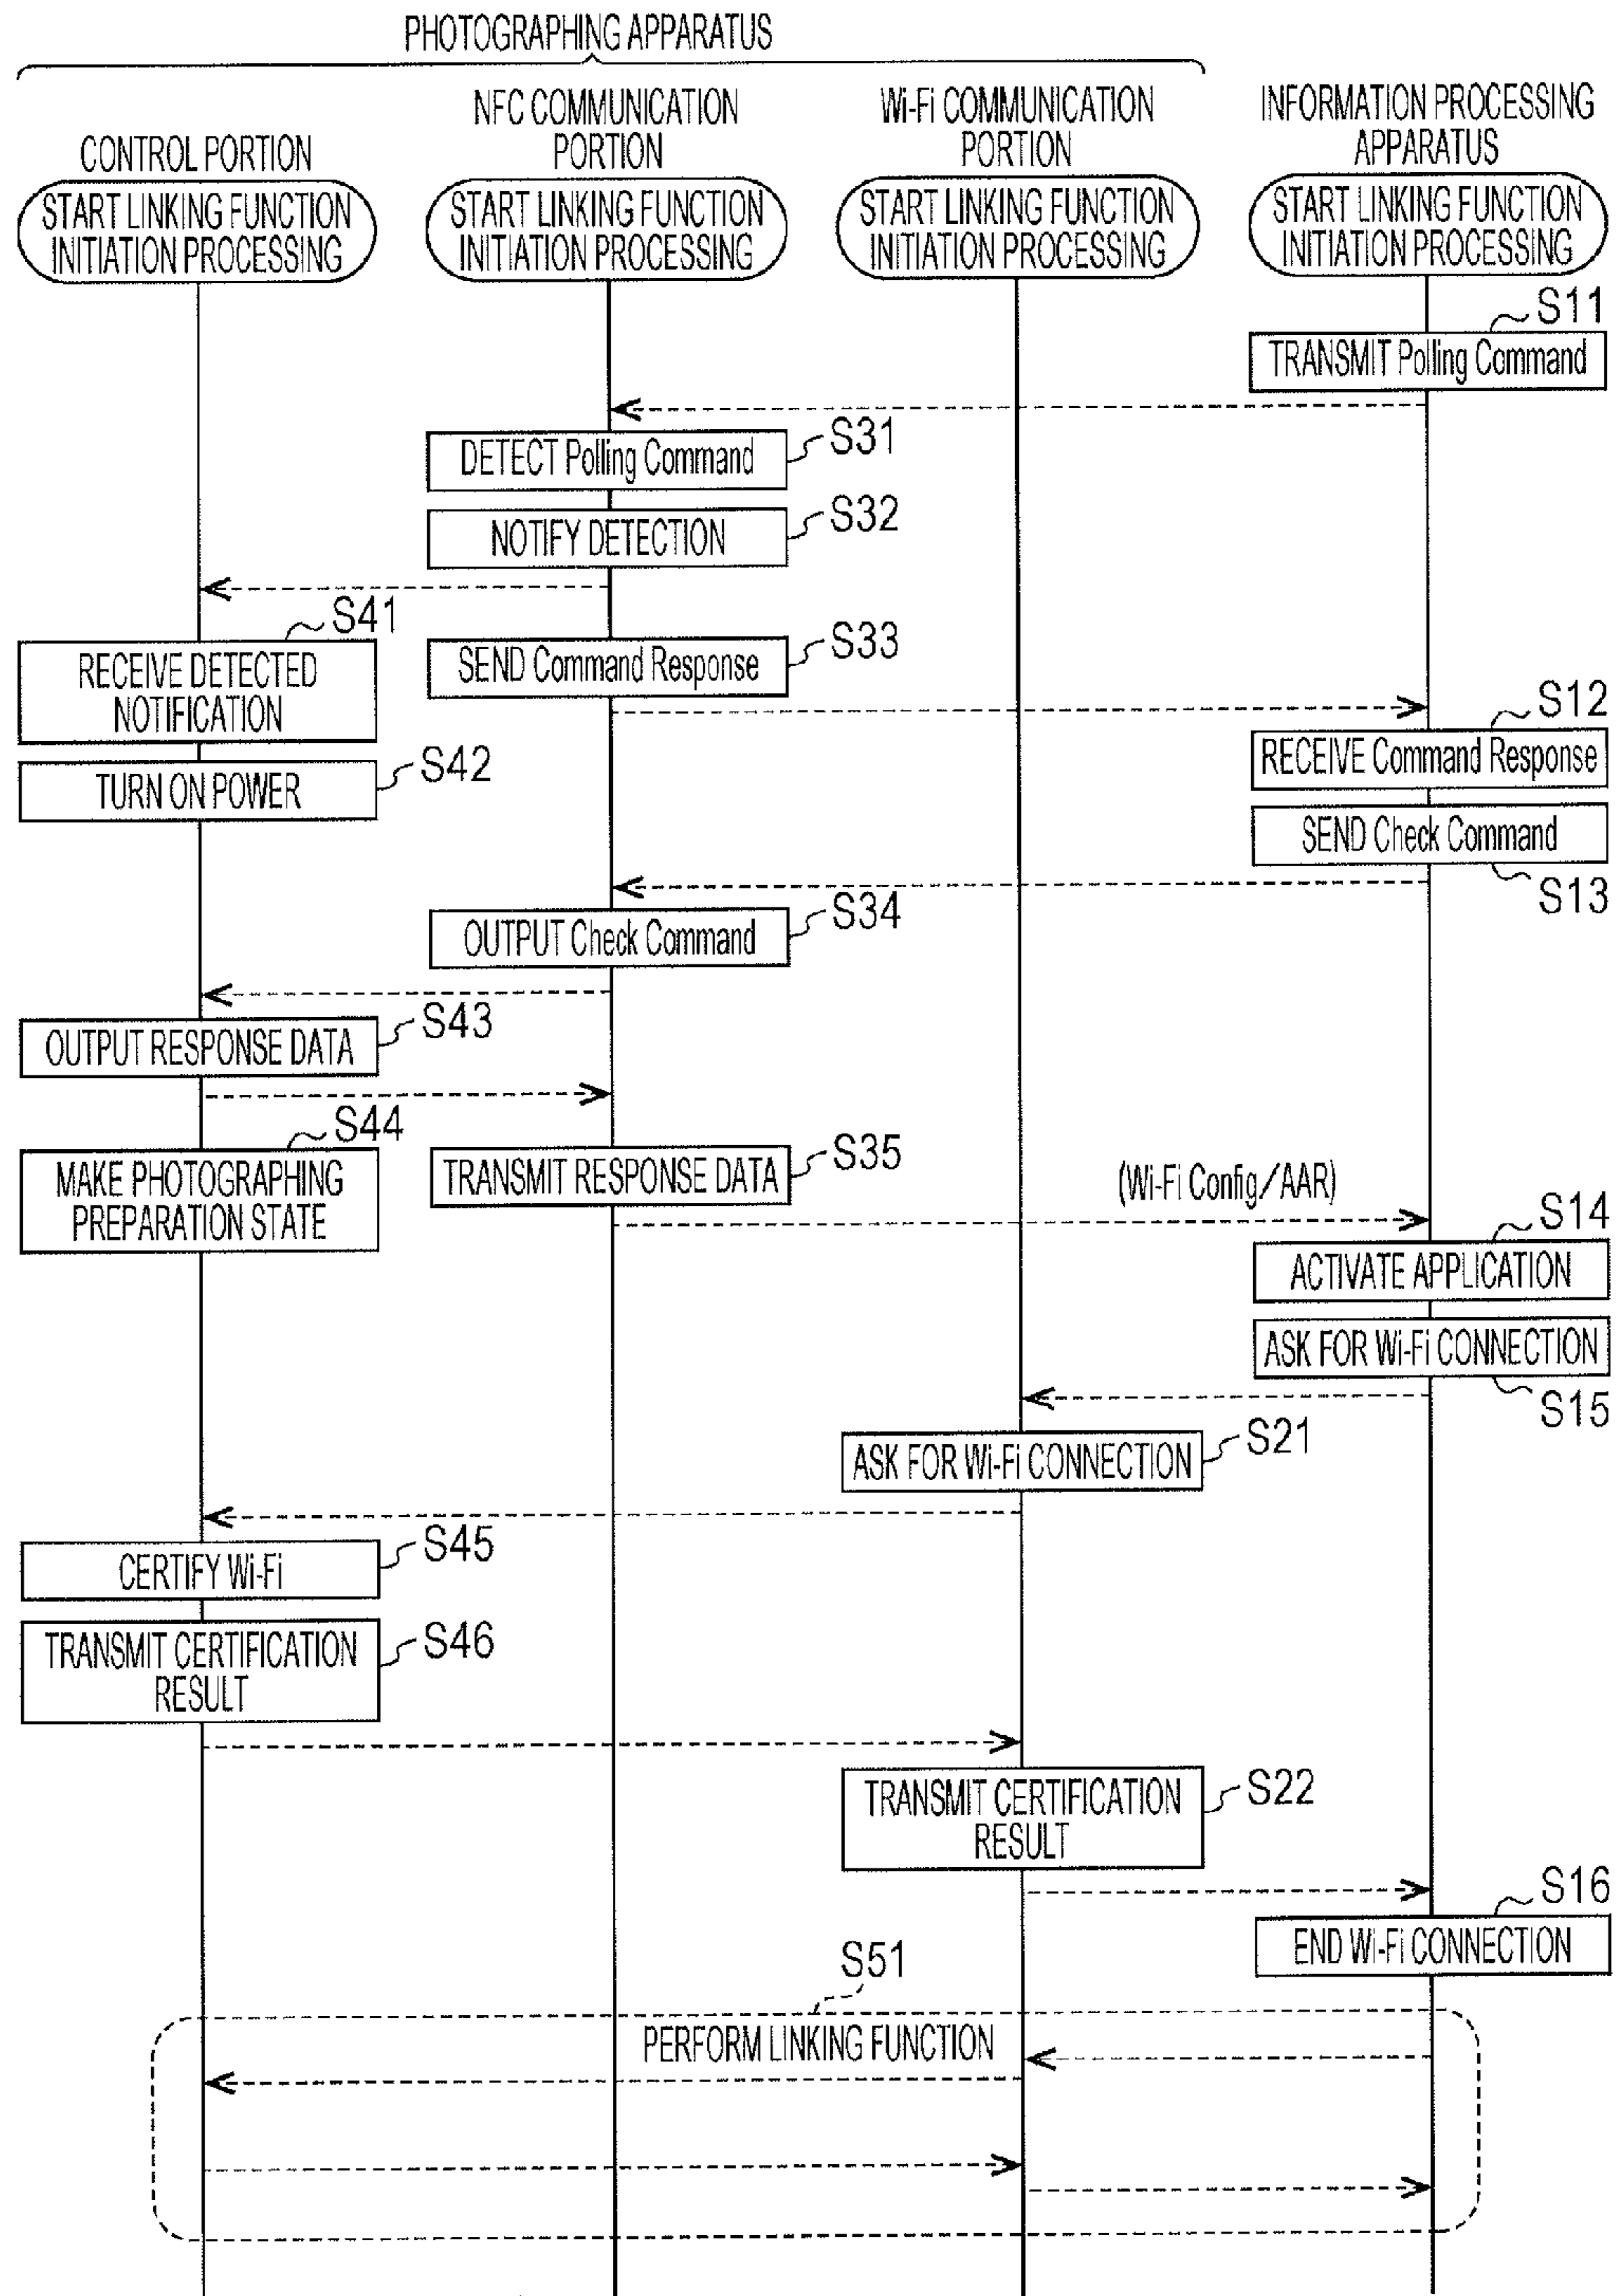 PHOTOGRAPHING APPARATUS
NFC COMMUNICATION
PORTION
Wi-Fi COMMUNICATION
PORTION
INFORMATION PROCESSING
APPARATUS
CONTROL PORTION
START LINKING FUNCTION
INITIATION PROCESSING
START LINKING FUNCTION
INITIATION PROCESSING
START LINKING FUNCTION
INITIATION PROCESSING
START LINKING FUNCTION
INITIATION PROCESSING
S11
TRANSMIT Polling Command
S31
DETECT Polling Command
S32
NOTIFY DETECTION
S41
RECEIVE DETECTED
NOTIFICATION
S33
SEND Command Response
S12
RECEIVE Command Response
S42
TURN ON POWER
SEND Check Command
S13
S34
OUTPUT Check Command
S43
OUTPUT RESPONSE DATA
S44
MAKE PHOTOGRAPHING
PREPARATION STATE
S35
TRANSMIT RESPONSE DATA
(Wi-Fi Config/AAR)
S14
ACTIVATE APPLICATION
ASK FOR Wi-Fi CONNECTION
S15
S21
ASK FOR Wi-Fi CONNECTION
S45
CERTIFY Wi-Fi
S46
TRANSMIT CERTIFICATION
RESULT
S22
TRANSMIT CERTIFICATION
RESULT
S16
END Wi-Fi CONNECTION
S51
PERFORM LINKING FUNCTION